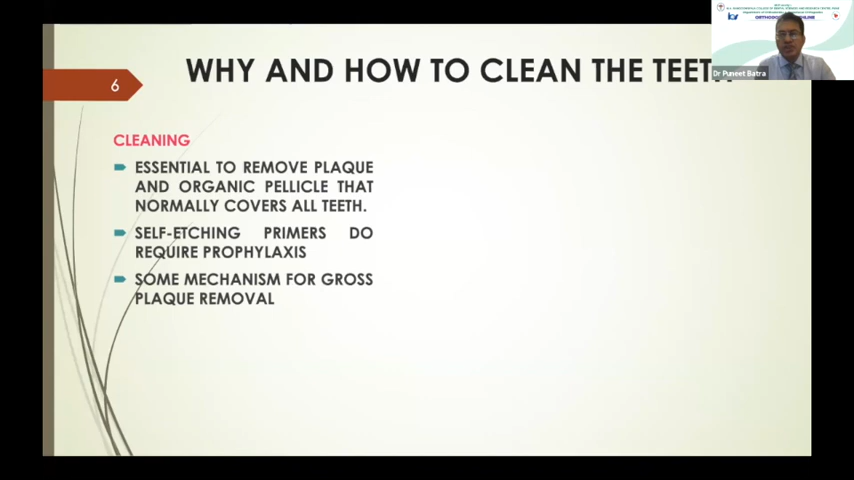 6
WHY AND HOW TO CLEAN THE TEETH
CLEANING
ESSENTIAL TO REMOVE PLAQUE
AND ORGANIC PELLICLE THAT
NORMALLY COVERS ALL TEETH.
SELF-ETCHING PRIMERS DO
REQUIRE PROPHYLAXIS
SOME MECHANISM FOR GROSS
PLAQUE REMOVAL
Dr Puneet Batra